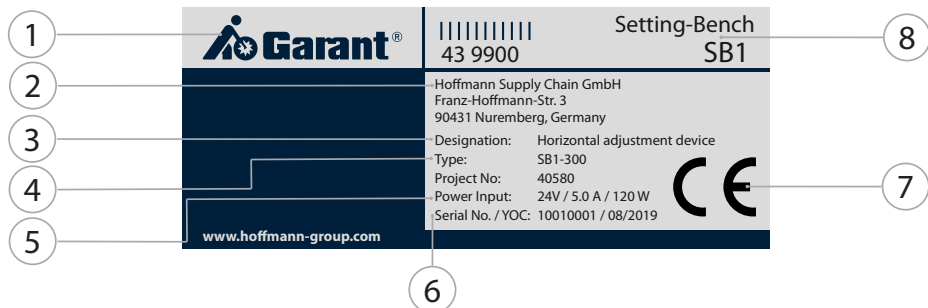 1
Garant®
43 9900
Setting-Bench
SB1
8
2
Hoffmann Supply Chain GmbH
Franz-Hoffmann-Str. 3
90431 Nuremberg, Germany
3
Designation: Horizontal adjustment device
4
Type: SB1-300
Project No: 40580
7
5
Power Input: 24V / 5.0 A / 120 W
Serial No. / YOC: 10010001 / 08/2019
CE
www.hoffmann-group.com
6